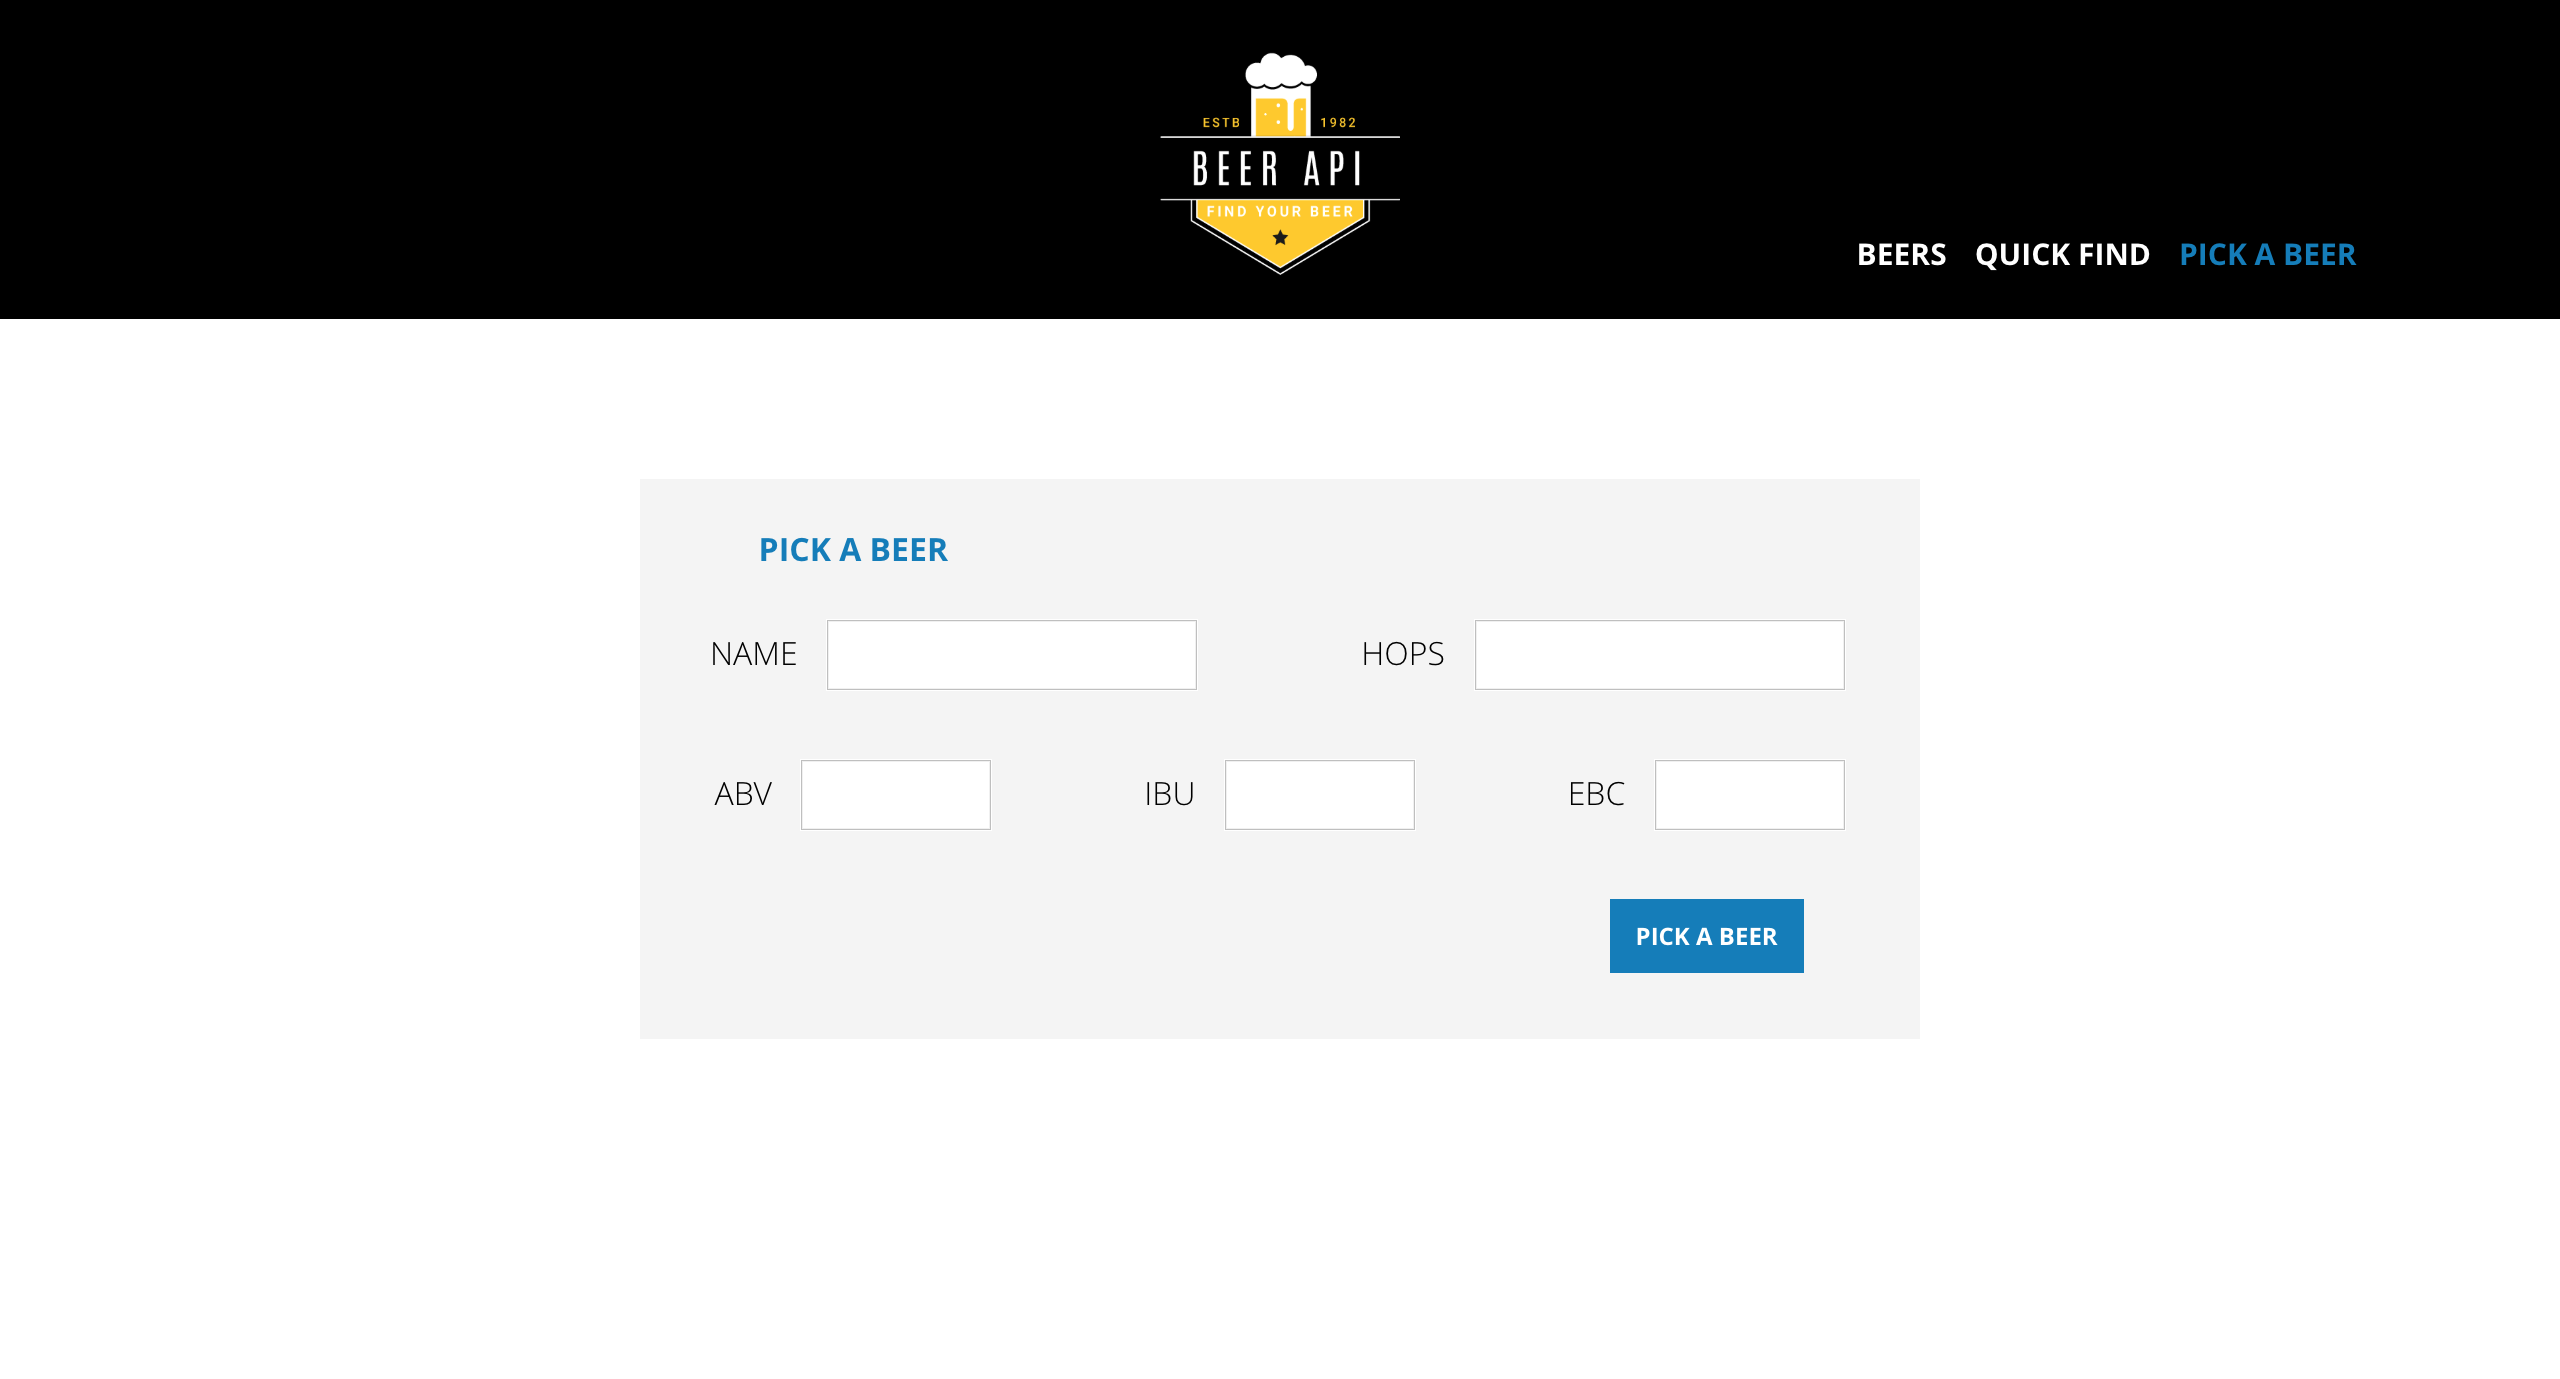 ESTB 1982
BEER API
FIND YOUR BEER
BEERS QUICK FIND PICK A BEER
PICK A BEER
NAME HOPS
ABV IBU EBC
PICK A BEER